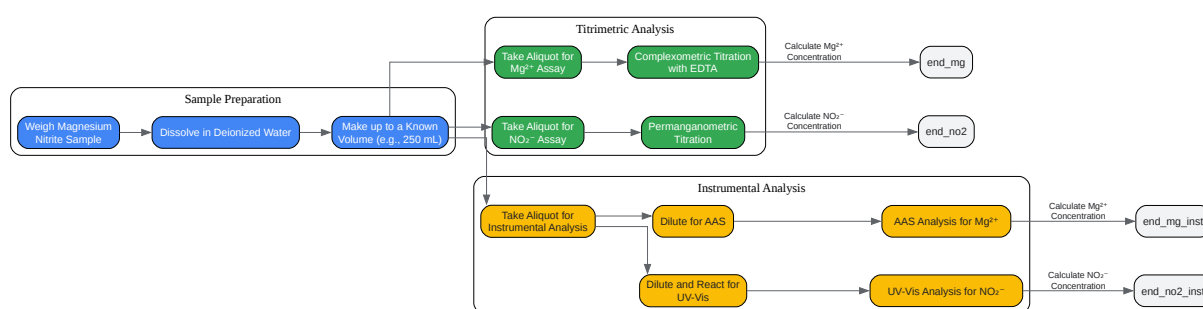 Titrimetric Analysis
Take Aliquot for
Mg²⁺ Assay
Complexometric Titration
with EDTA
Calculate Mg²⁺
Concentration
end_mg
Sample Preparation
Weigh Magnesium
Nitrite Sample
Dissolve in Deionized Water
Make up to a Known
Volume (e.g., 250 mL)
Take Aliquot for
NO₂⁻ Assay
Permanganometric
Titration
Calculate NO₂⁻
Concentration
end_no2
Instrumental Analysis
Take Aliquot for
Instrumental Analysis
Dilute for AAS
AAS Analysis for Mg²⁺
Calculate Mg²⁺
Concentration
end_mg_inst
Dilute and React for
UV-Vis
UV-Vis Analysis for NO₂⁻
Calculate NO₂⁻
Concentration
end_no2_inst